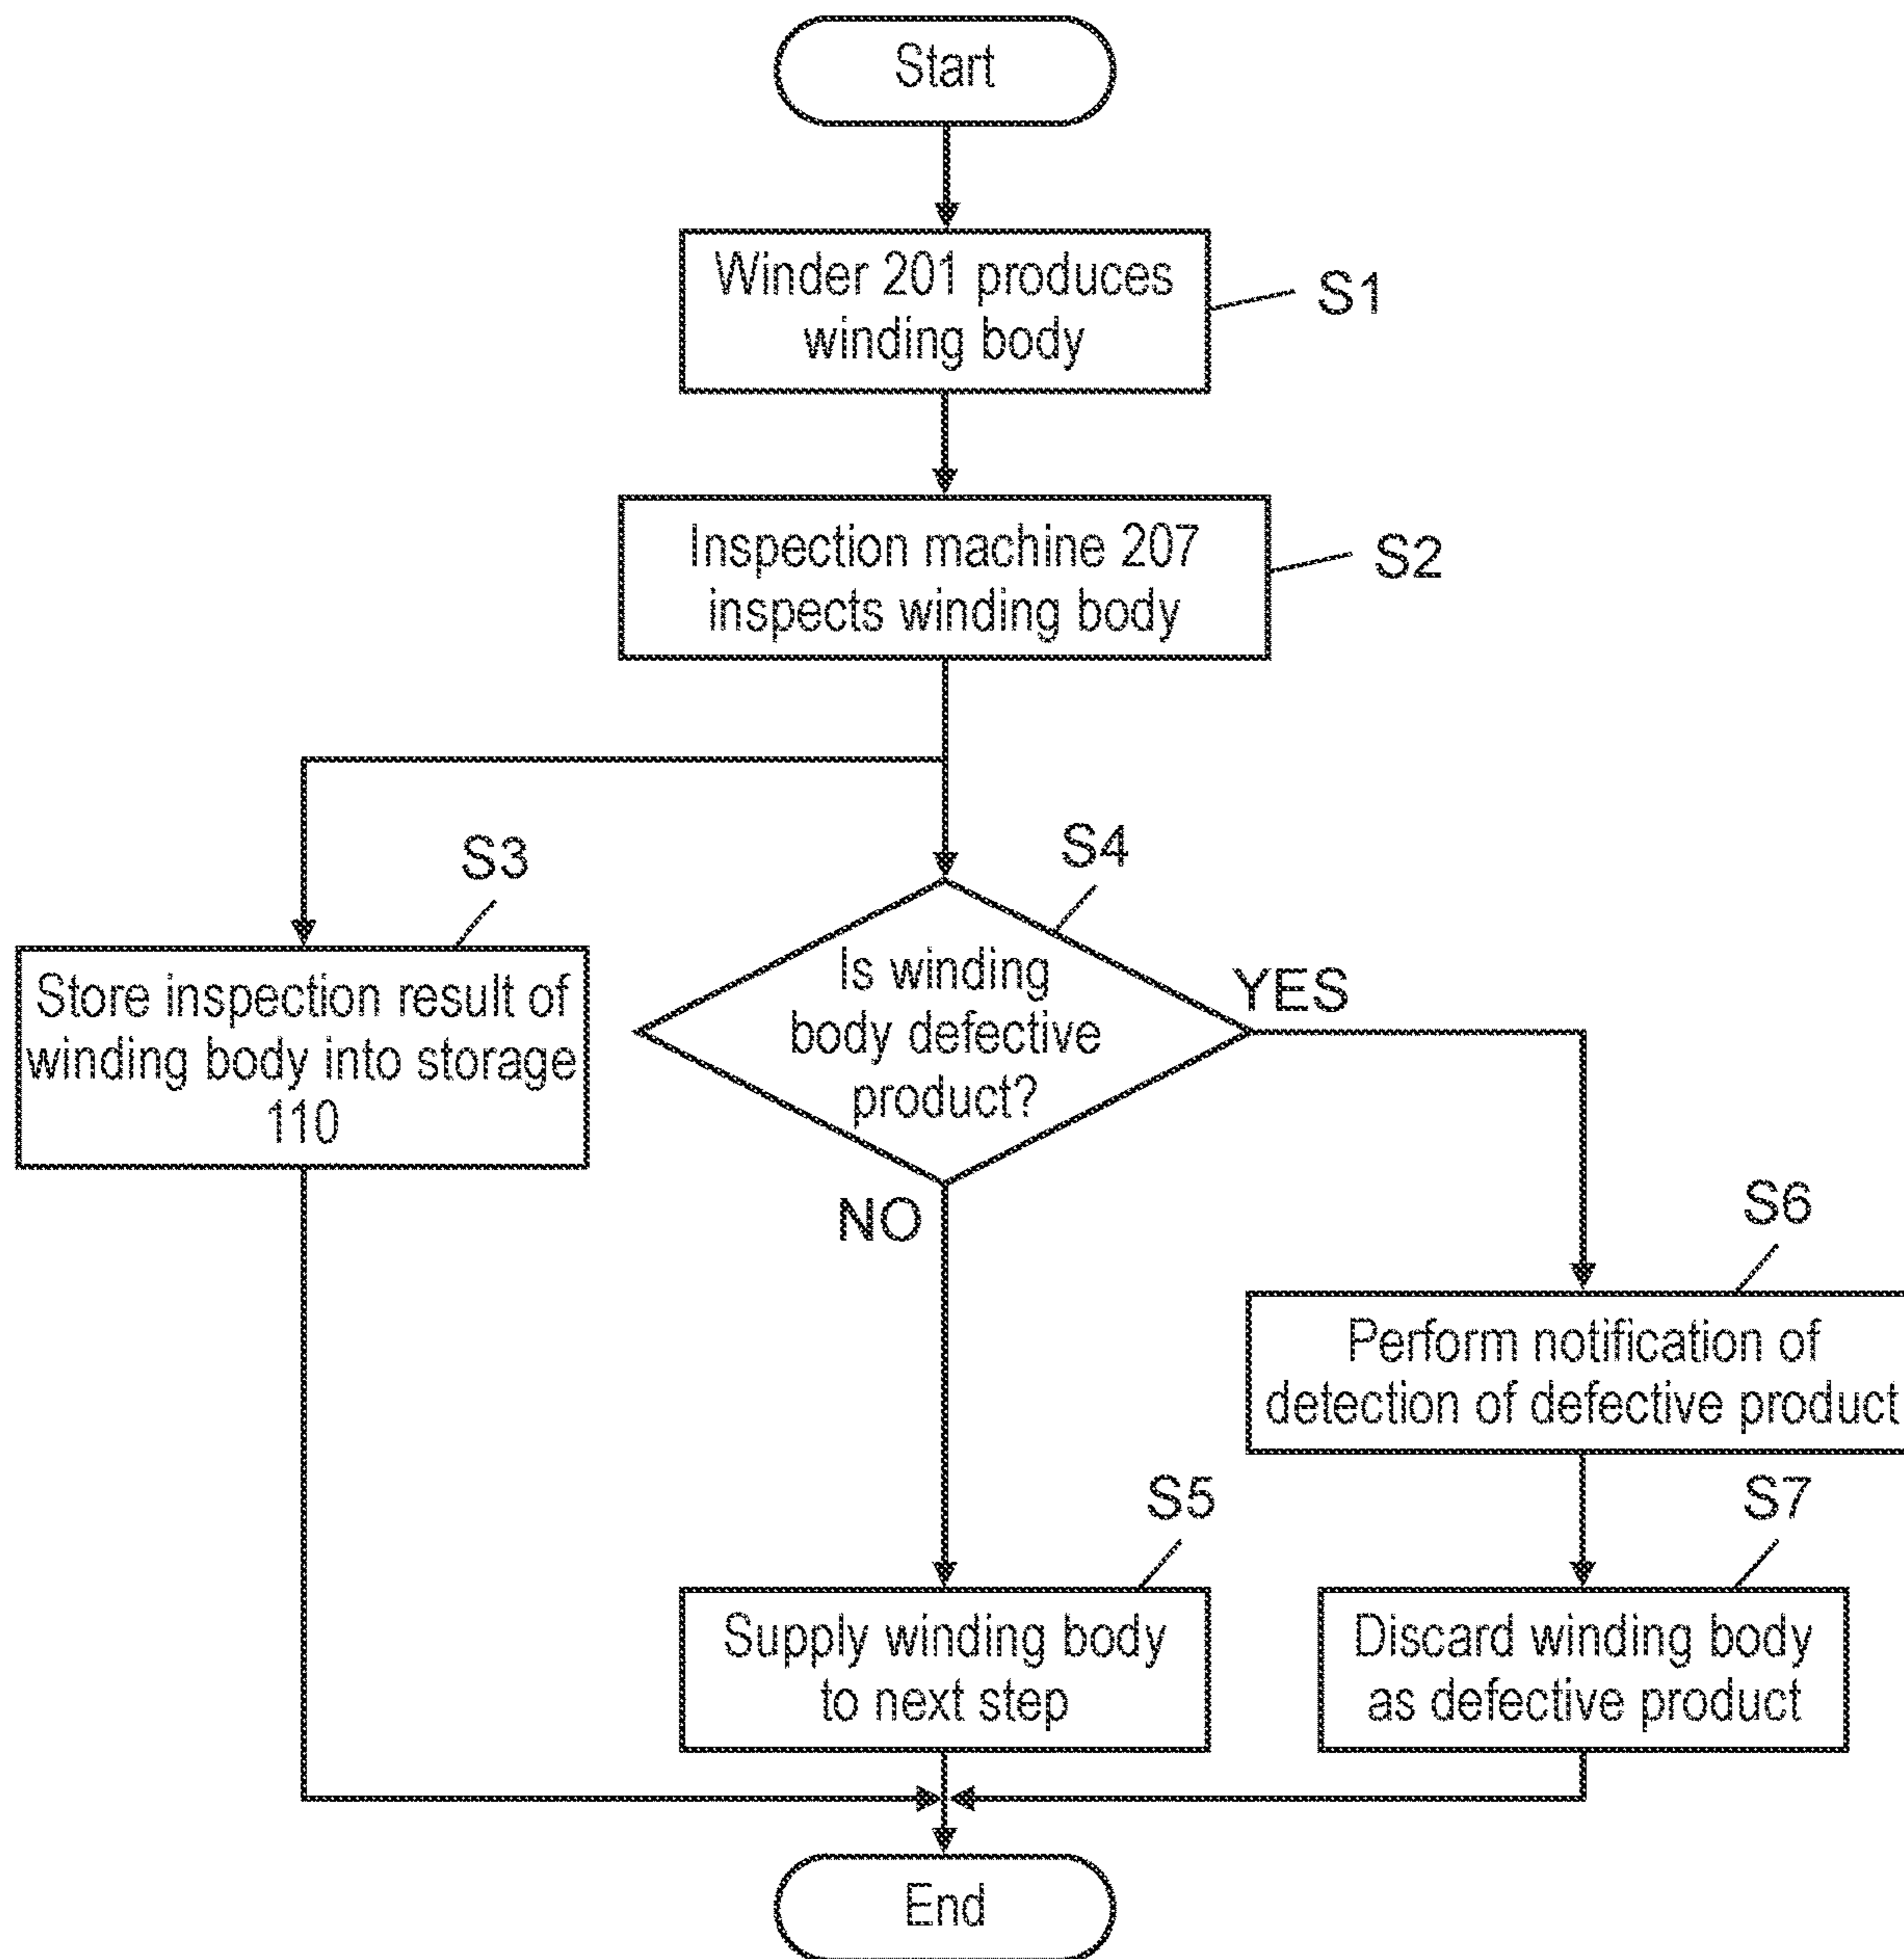 Start
Winder 201 produces
winding body
S1
Inspection machine 207
inspects winding body
S2
S3
Store inspection result of
winding body into storage
110
S4
Is winding
body defective
product?
YES
NO
S6
Perform notification of
detection of defective product
S5
Supply winding body
to next step
S7
Discard winding body
as defective product
End